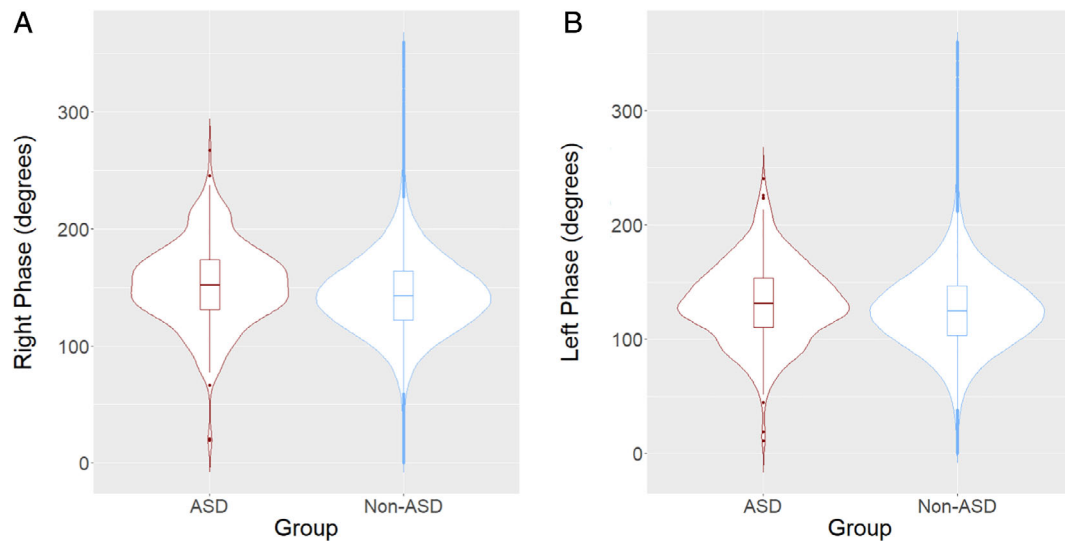 A
Right Phase (degrees)
300
200
100
0
ASD
Non-ASD
Group
B
Left Phase (degrees)
300
200
100
0
ASD
Non-ASD
Group